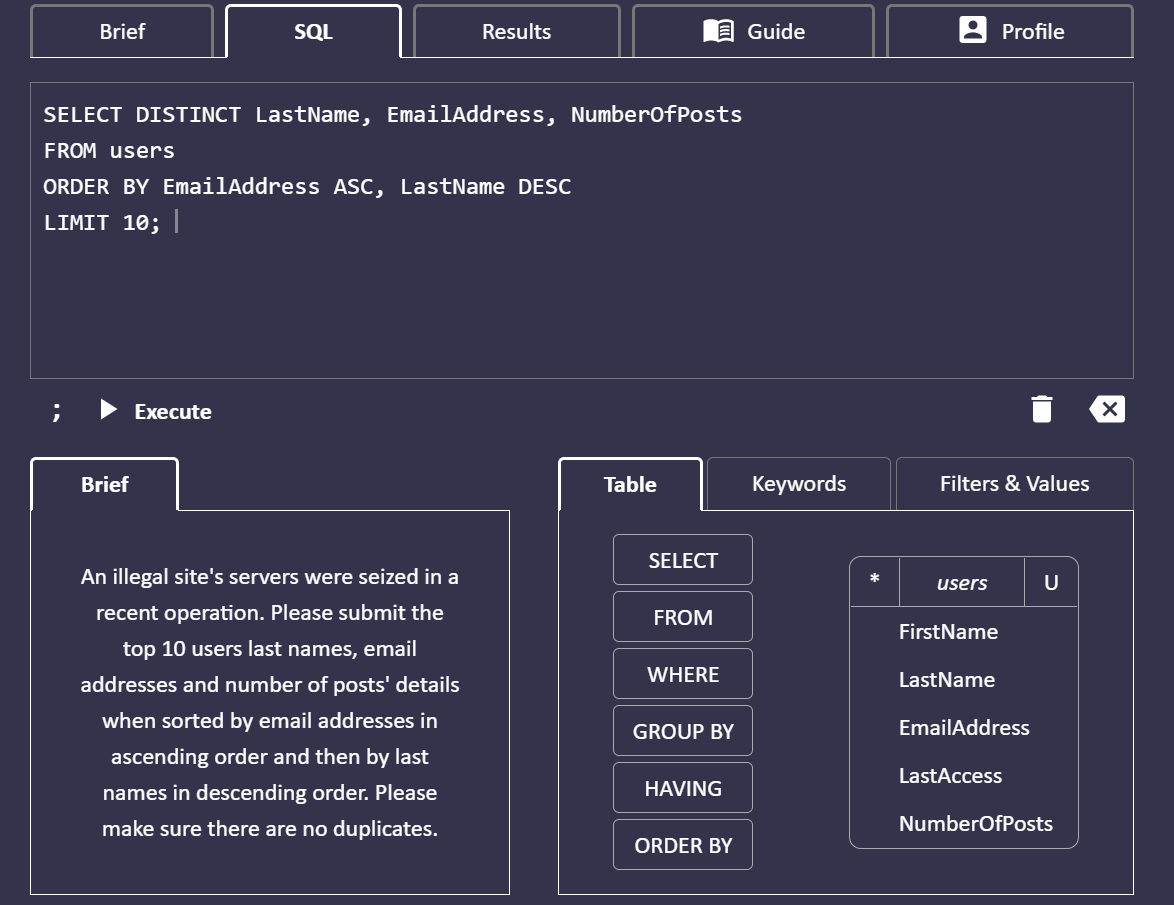 Brief
SQL
Results
Guide
Profile
SELECT DISTINCT LastName, EmailAddress, NumberOfPosts
FROM users
ORDER BY EmailAddress ASC, LastName DESC
LIMIT 10;
;
Execute
Brief
An illegal site's servers were seized in a
recent operation. Please submit the
top 10 users last names, email
addresses and number of posts' details
when sorted by email addresses in
ascending order and then by last
names in descending order. Please
make sure there are no duplicates.
Table
Keywords
Filters & Values
SELECT
FROM
WHERE
GROUP BY
HAVING
ORDER BY
* users U
FirstName
LastName
EmailAddress
LastAccess
NumberOfPosts